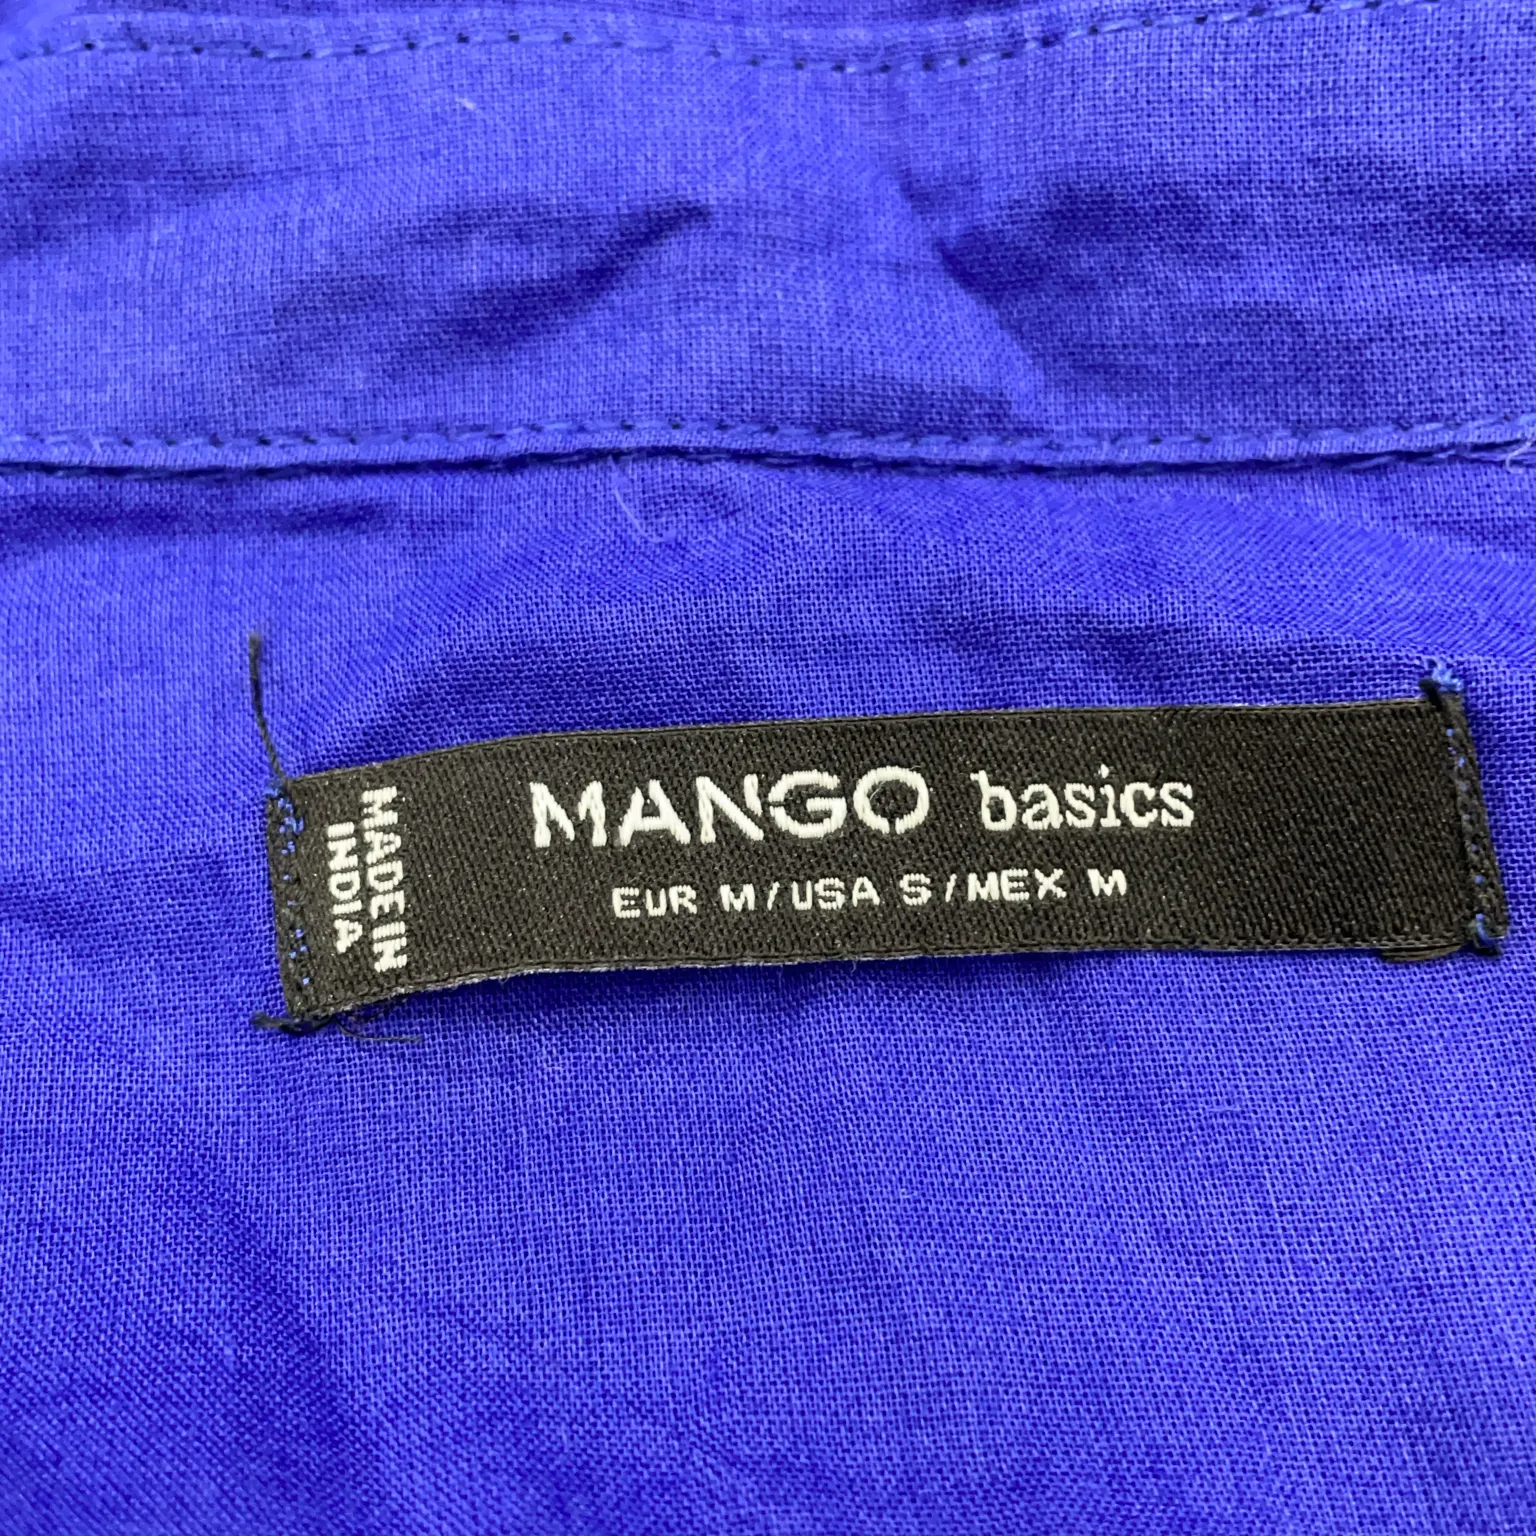 MANGO basics
EUR M/USA S/MEX M
MADE IN
INDIA